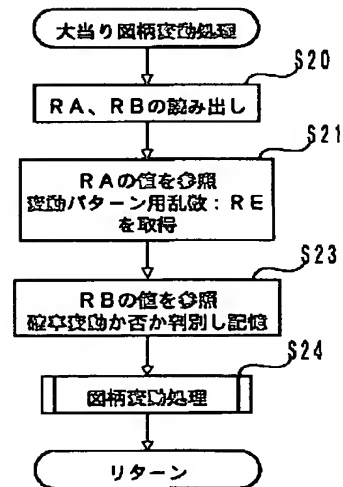 大当り図柄変動処理
S20
RA、RBの読み出し
S21
RAの値を参照
変動パターン用乱数：RE
を取得
S23
RBの値を参照
確率変動か否か判別し記憶
S24
図柄変動処理
リターン